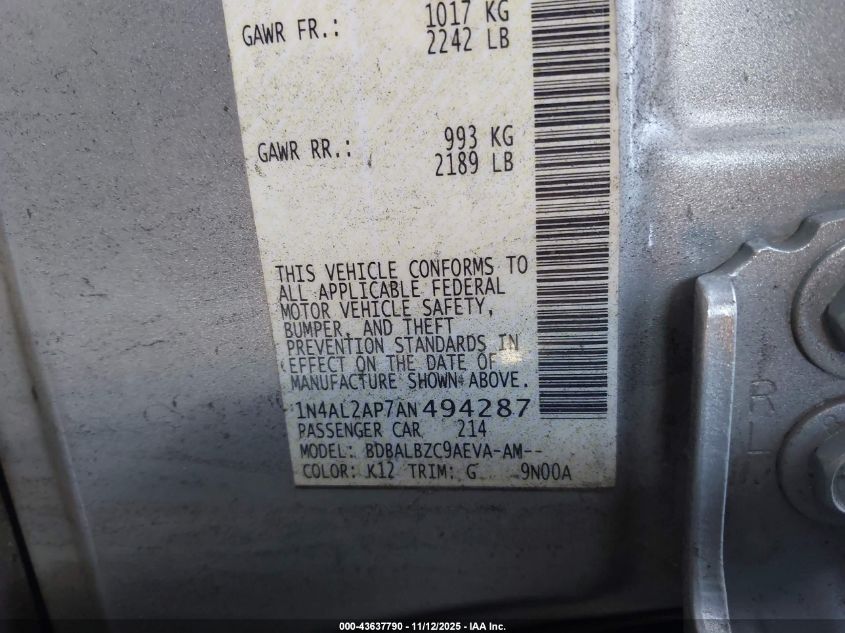 GAWR FR.: 1017 KG
2242 LB
GAWR RR.: 993 KG
2189 LB
THIS VEHICLE CONFORMS TO
ALL APPLICABLE FEDERAL
MOTOR VEHICLE SAFETY,
BUMPER, AND THEFT
PREVENTION STANDARDS IN
EFFECT ON THE DATE OF
MANUFACTURE SHOWN ABOVE.
1N4AL2AP7AN494287
PASSENGER CAR 214
MODEL: BDBALBZC9AEVA-AM--
COLOR: K12 TRIM: G 9N00A
R
L
000-43637790 - 11/12/2025 - IAA Inc.